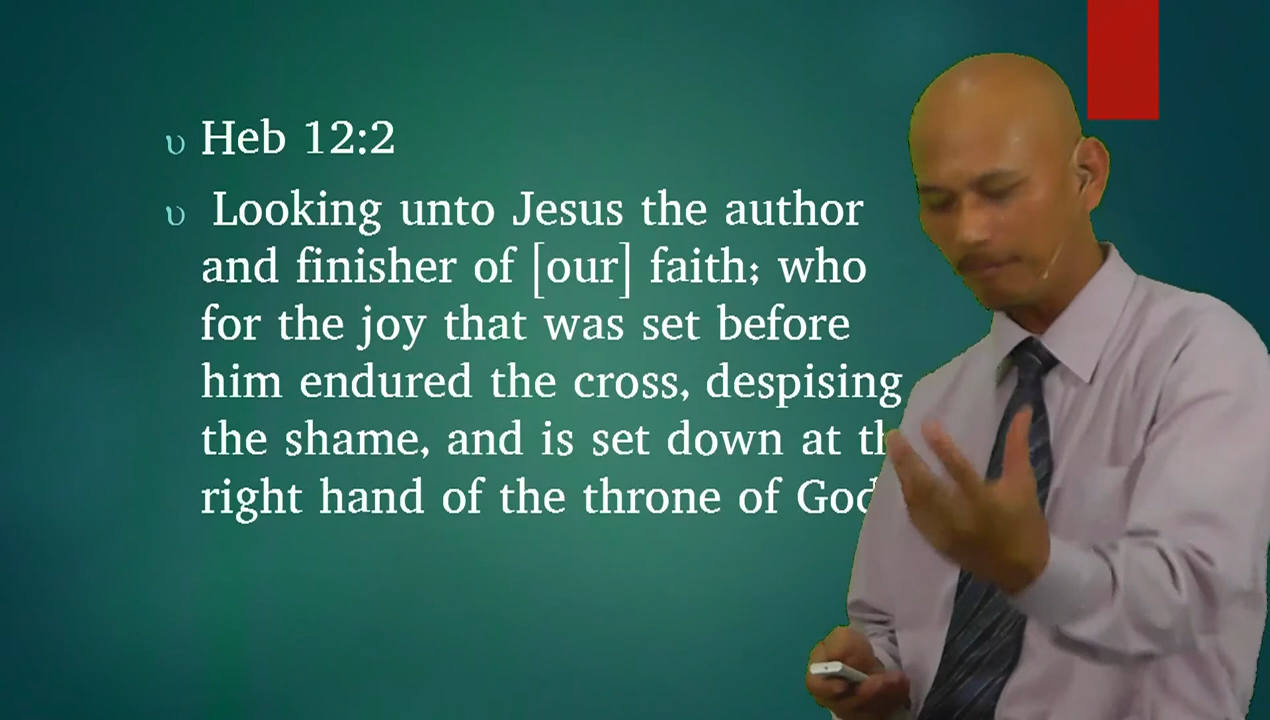 Heb 12:2
Looking unto Jesus the author
and finisher of [our] faith; who
for the joy that was set before
him endured the cross, despising
the shame, and is set down at
right hand of the throne of God